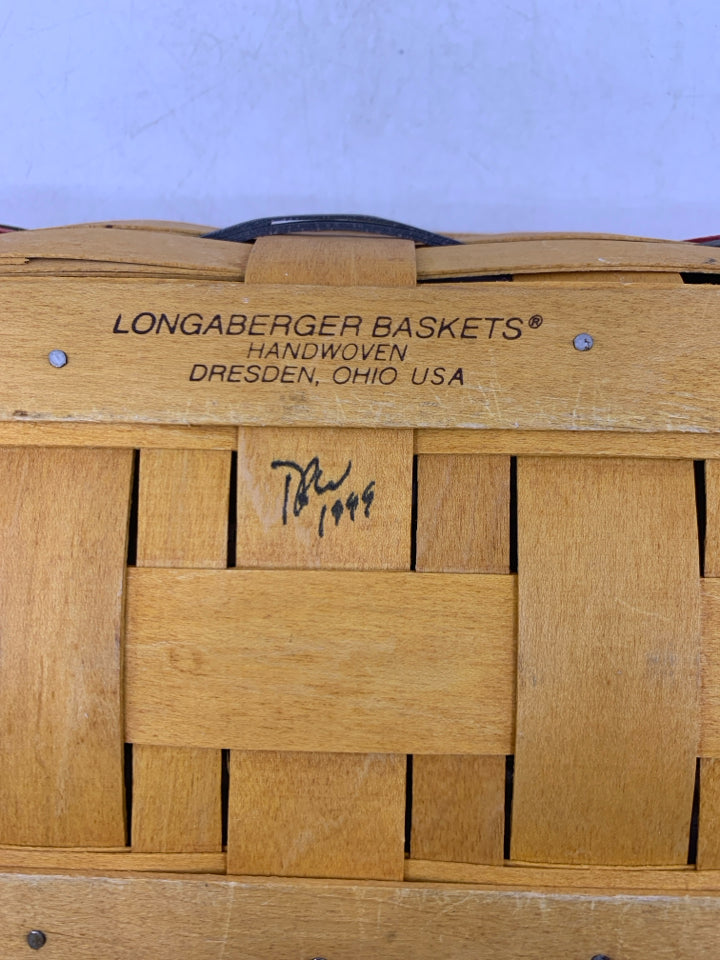 LONGABERGER BASKETS®
HANDWOVEN
DRESDEN, OHIO USA
1999